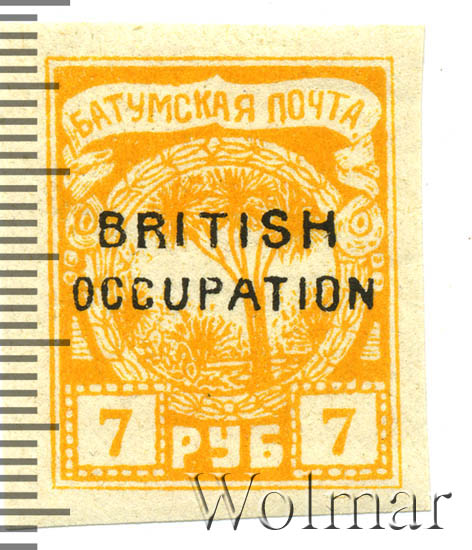 БАТУМСКАЯ ПОЧТА.
BRITISH
OCCUPATION
7 РУБ 7
Wolmar